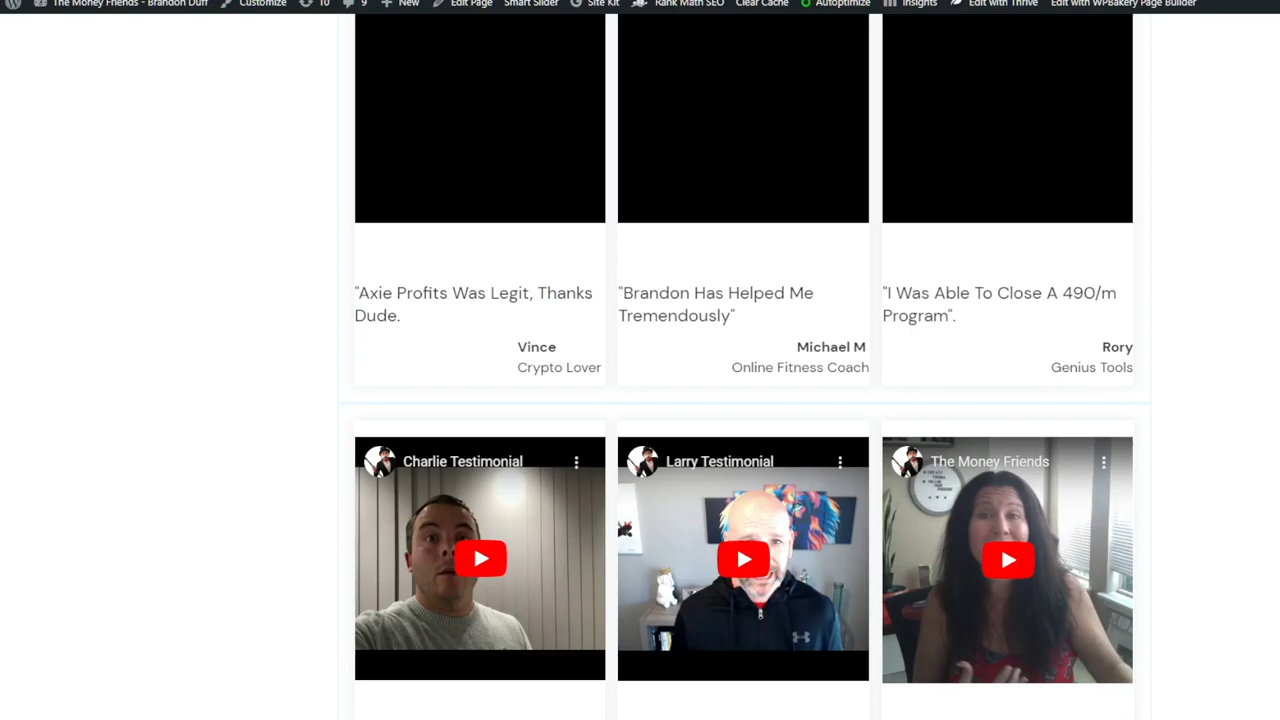 The Money Friends - Brandon Duff Customize 10 9 New Edit Page Smart Slider Site Kit Rank Math SEO Clear Cache Autoptimize Insights Edit with Thrive Edit with WPBakery Page Builder
"Axie Profits Was Legit, Thanks
Dude.
Vince
Crypto Lover
"Brandon Has Helped Me
Tremendously"
Michael M
Online Fitness Coach
"I Was Able To Close A 490/m
Program".
Rory
Genius Tools
Charlie Testimonial
Larry Testimonial
The Money Friends